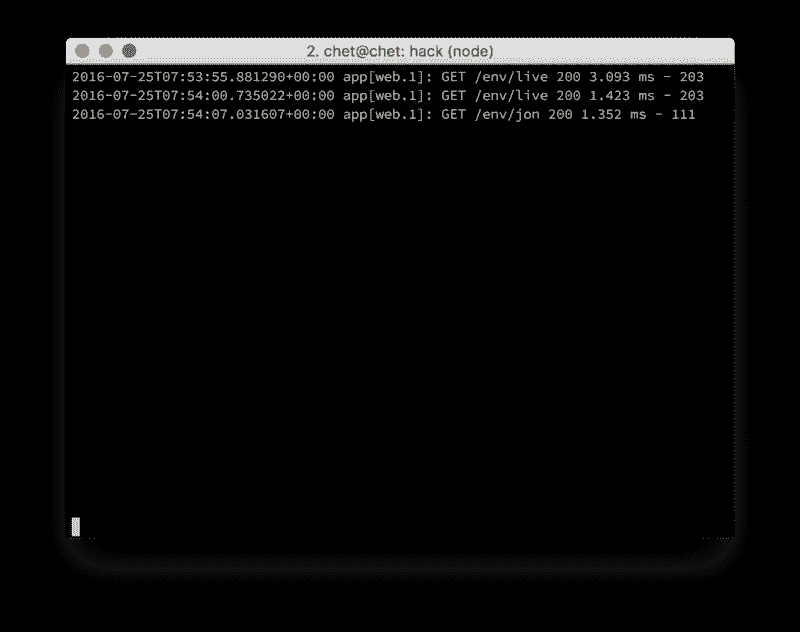 2. chet@chet: hack (node)
2016-07-25T07:53:55.881290+00:00 app[web.1]: GET /env/live 200 3.093 ms - 203
2016-07-25T07:54:00.735022+00:00 app[web.1]: GET /env/live 200 1.423 ms - 203
2016-07-25T07:54:07.031607+00:00 app[web.1]: GET /env/jon 200 1.352 ms - 111